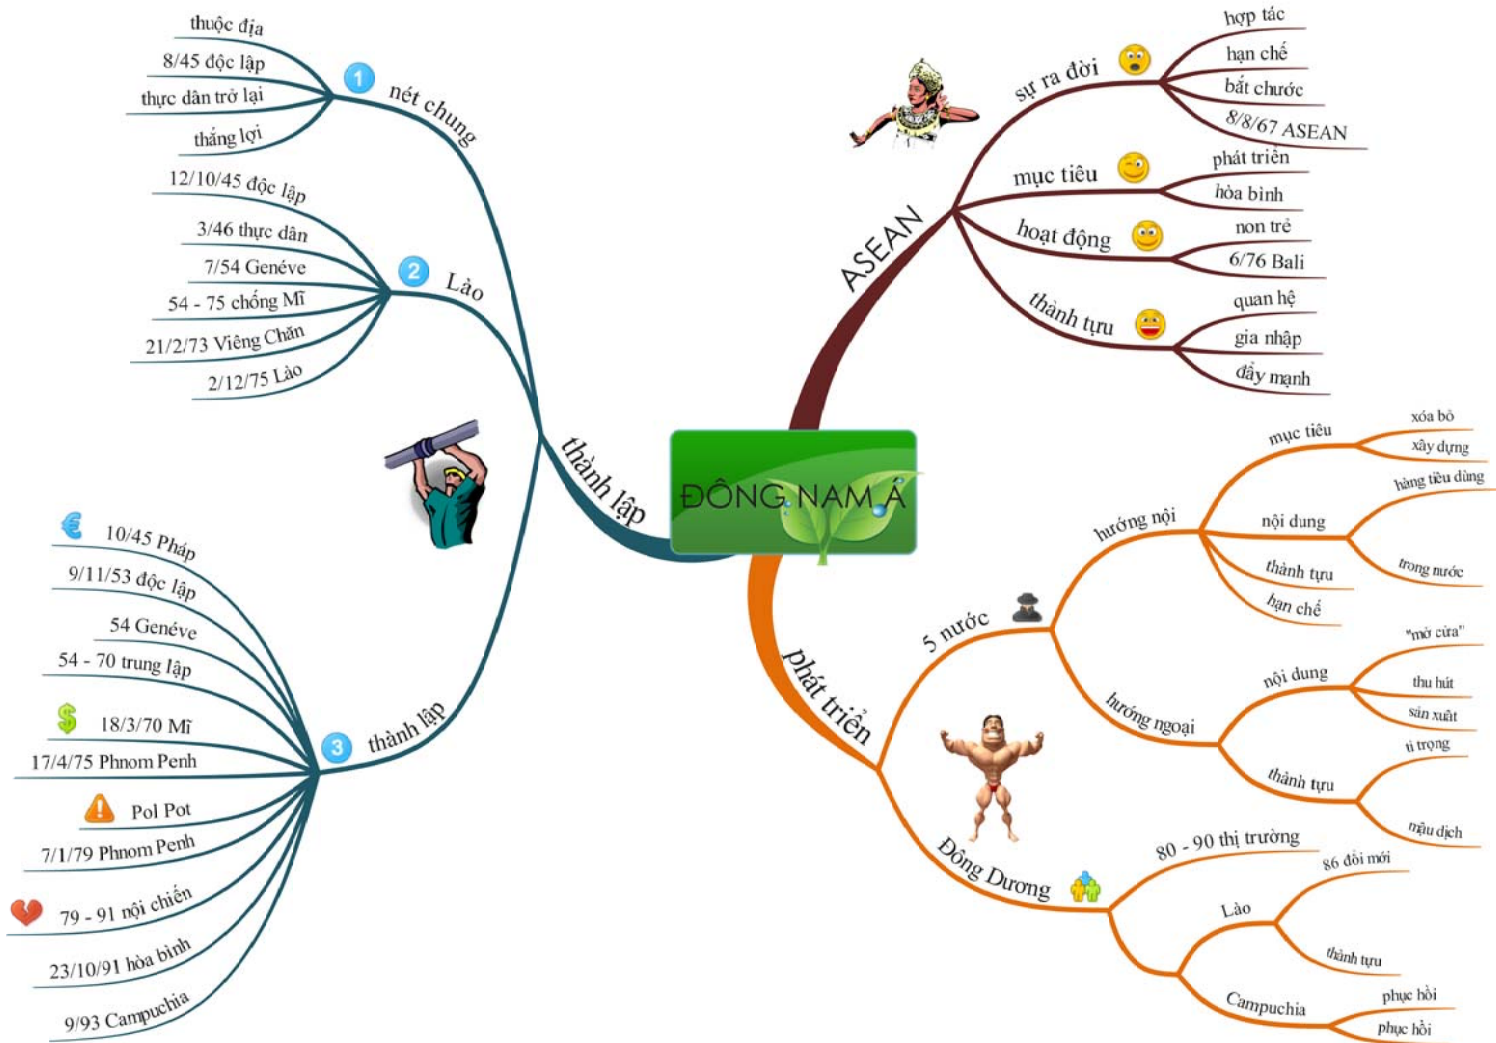 ĐÔNG NAM Á
thành lập
1
nét chung
thuộc địa
8/45 độc lập
thực dân trở lại
thắng lợi
2
Lào
12/10/45 độc lập
3/46 thực dân
7/54 Genéve
54 - 75 chống Mĩ
21/2/73 Viêng Chăn
2/12/75 Lào
3
thành lập
€
10/45 Pháp
9/11/53 độc lập
54 Genéve
54 - 70 trung lập
$
18/3/70 Mĩ
17/4/75 Phnom Penh
!
Pol Pot
7/1/79 Phnom Penh
79 - 91 nội chiến
23/10/91 hòa bình
9/93 Campuchia
ASEAN
sự ra đời
hợp tác
hạn chế
bắt chước
8/8/67 ASEAN
mục tiêu
phát triển
hòa bình
hoạt động
non trẻ
6/76 Bali
thành tựu
quan hệ
gia nhập
đẩy mạnh
phát triển
5 nước
hướng nội
mục tiêu
xóa bỏ
xây dựng
nội dung
hàng tiêu dùng
trong nước
thành tựu
hạn chế
hướng ngoại
nội dung
"mở cửa"
thu hút
sản xuất
thành tựu
tỉ trọng
mậu dịch
Đông Dương
80 - 90 thị trường
Lào
86 đổi mới
thành tựu
Campuchia
phục hồi
phục hồi